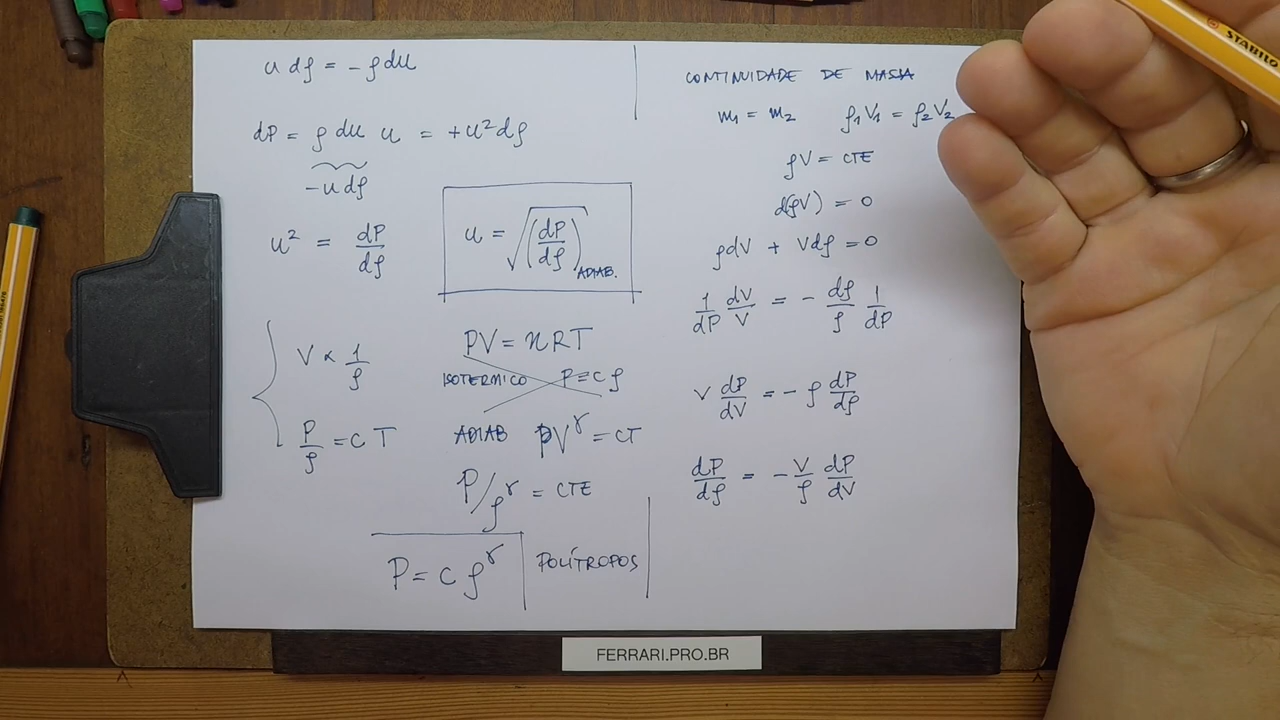 u dρ = - ρ du
dP = ρ du u = + u² dρ
- u dρ
u² = dP/dρ
u = √(dP/dρ) ADIAB.
V ∝ 1/ρ
P/ρ = C T
PV = nRT
ISOTERMICO P = C ρ
ADIAB PV^γ = CT
P/ρ^γ = CTE
P = C ρ^γ
POLÍTROPOS
CONTINUIDADE DE MASSA
m₁ = m₂ ρ₁V₁ = ρ₂V₂
ρV = CTE
d(ρV) = 0
ρdV + Vdρ = 0
1/dP dV/V = - dρ/ρ 1/dP
V dP/dV = - ρ dP/dρ
dP/dρ = - V/ρ dP/dV
STABILO
FERRARI.PRO.BR